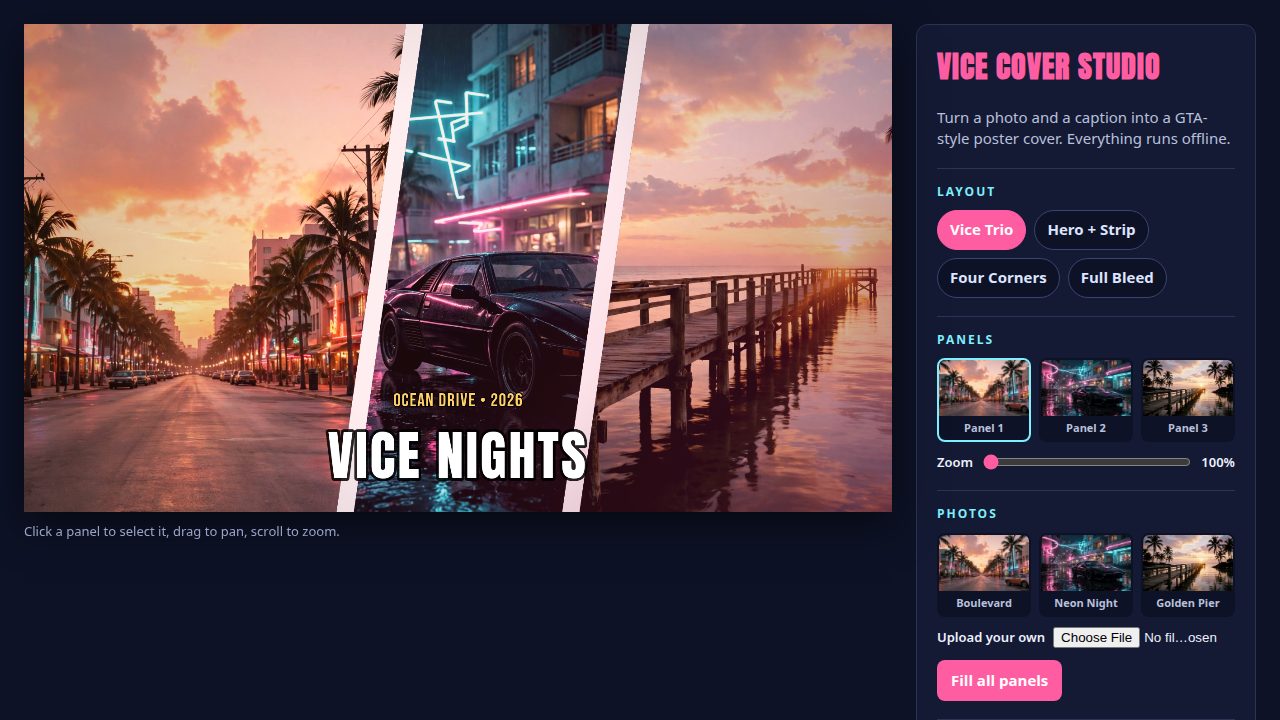 OCEAN DRIVE • 2026
VICE NIGHTS
Click a panel to select it, drag to pan, scroll to zoom.
VICE COVER STUDIO
Turn a photo and a caption into a GTA-
style poster cover. Everything runs offline.
LAYOUT
Vice Trio
Hero + Strip
Four Corners
Full Bleed
PANELS
Panel 1
Panel 2
Panel 3
Zoom
100%
PHOTOS
Boulevard
Neon Night
Golden Pier
Upload your own
Choose File
No fil…osen
Fill all panels